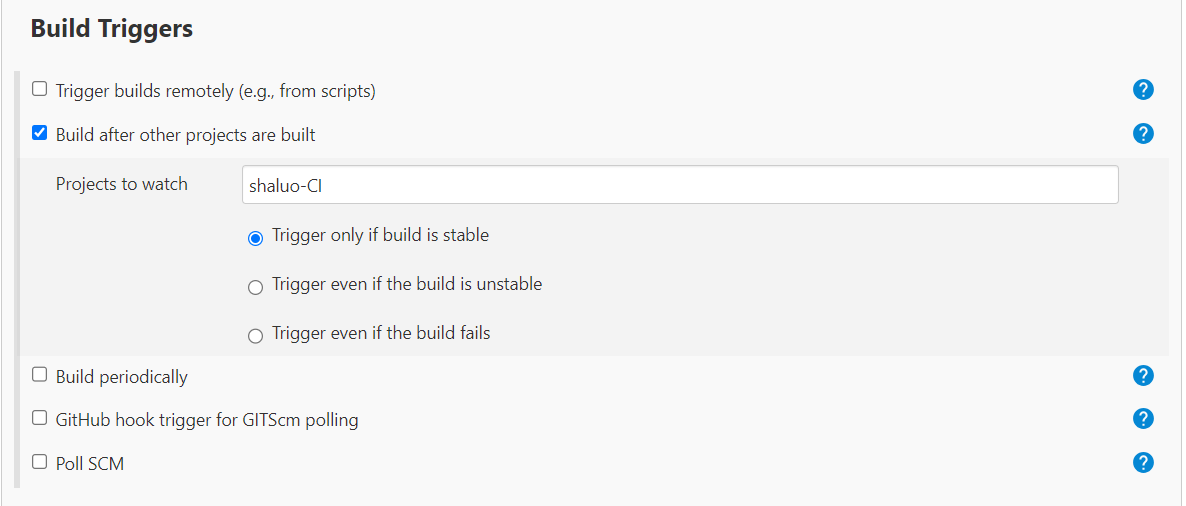 Build Triggers
Trigger builds remotely (e.g., from scripts)
?
Build after other projects are built
?
Projects to watch
shaluo-CI
Trigger only if build is stable
Trigger even if the build is unstable
Trigger even if the build fails
Build periodically
?
GitHub hook trigger for GITScm polling
?
Poll SCM
?